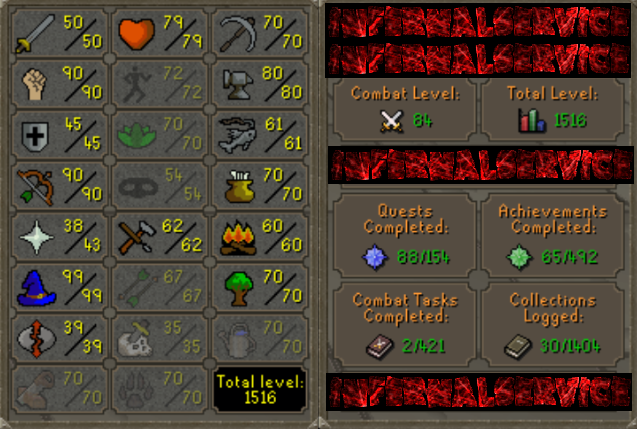 50/50 79/79 70/70
90/90 72/72 80/80
45/45 70/70 61/61
90/90 54/54 70/70
38/43 62/62 60/60
99/99 67/67 70/70
39/39 35/35 70/70
70/70 70/70 Total level:
1516
INFERNALSERVICE
INFERNALSERVICE
Combat Level: Total Level:
84 1516
INFERNALSERVICE
Quests Achievements
Completed: Completed:
88/154 65/492
Combat Tasks Collections
Completed: Logged:
2/421 30/1404
INFERNALSERVICE